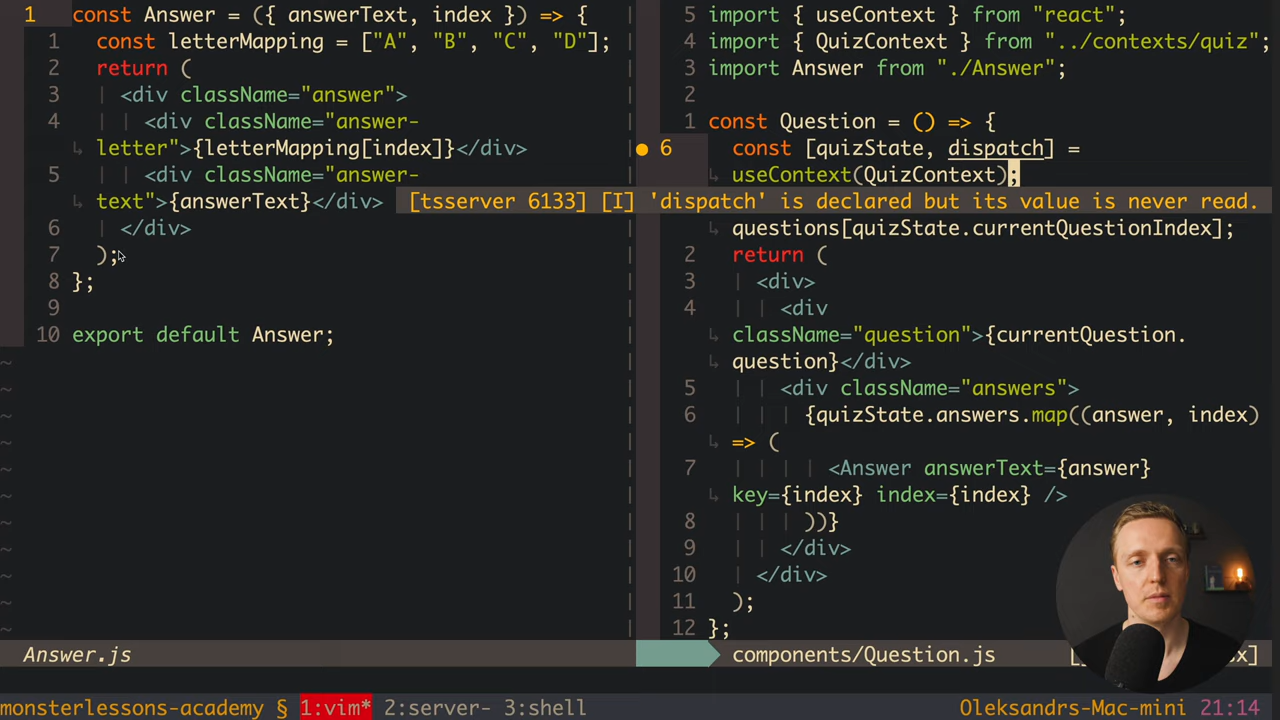 1 const Answer = ({ answerText, index }) => {
1 const letterMapping = ["A", "B", "C", "D"];
2 return (
3 <div className="answer">
4 <div className="answer-
↳ letter">{letterMapping[index]}</div>
5 <div className="answer-
↳ text">{answerText}</div>
6 </div>
7 );
8 };
9
10 export default Answer;
~
~
~
~
~
~
~
~
~
~
~
Answer.js
5 import { useContext } from "react";
4 import { QuizContext } from "../contexts/quiz";
3 import Answer from "./Answer";
2
1 const Question = () => {
● 6 const [quizState, dispatch] =
↳ useContext(QuizContext);
[tsserver 6133] [I] 'dispatch' is declared but its value is never read.
↳ questions[quizState.currentQuestionIndex];
2 return (
3 <div>
4 <div
↳ className="question">{currentQuestion.
↳ question}</div>
5 <div className="answers">
6 {quizState.answers.map((answer, index)
↳ => (
7 <Answer answerText={answer}
↳ key={index} index={index} />
8 ))}
9 </div>
10 </div>
11 );
12 };
components/Question.js
monsterlessons-academy § 1:vim* 2:server- 3:shell
Oleksandrs-Mac-mini 21:14